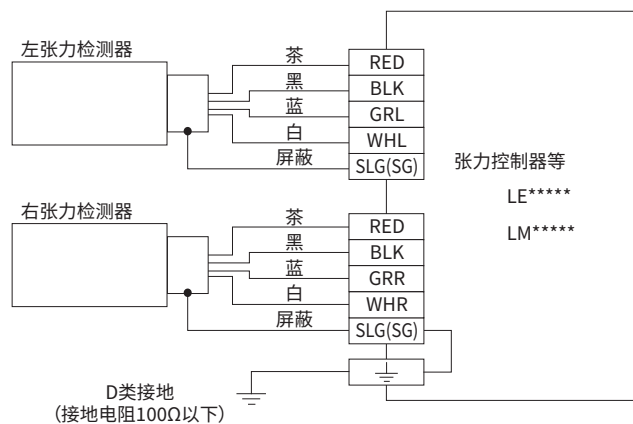 左张力检测器
茶
黑
蓝
白
屏蔽
RED
BLK
GRL
WHL
SLG(SG)
张力控制器等
LE*****
LM*****
右张力检测器
茶
黑
蓝
白
屏蔽
RED
BLK
GRR
WHR
SLG(SG)
D类接地
（接地电阻100Ω以下）